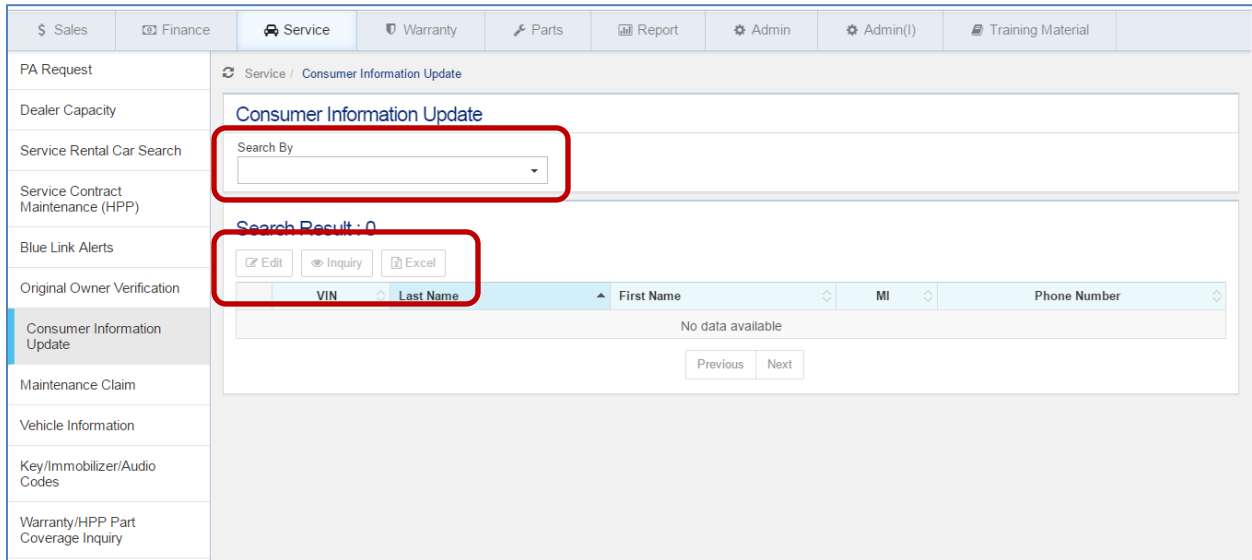 Sales Finance Service Warranty Parts Report Admin Admin(I) Training Material
PA Request
Dealer Capacity
Service Rental Car Search
Service Contract
Maintenance (HPP)
Blue Link Alerts
Original Owner Verification
Consumer Information
Update
Maintenance Claim
Vehicle Information
Key/Immobilizer/Audio
Codes
Warranty/HPP Part
Coverage Inquiry
Service / Consumer Information Update
Consumer Information Update
Search By
Search Result : 0
Edit Inquiry Excel
VIN Last Name First Name MI Phone Number
No data available
Previous Next